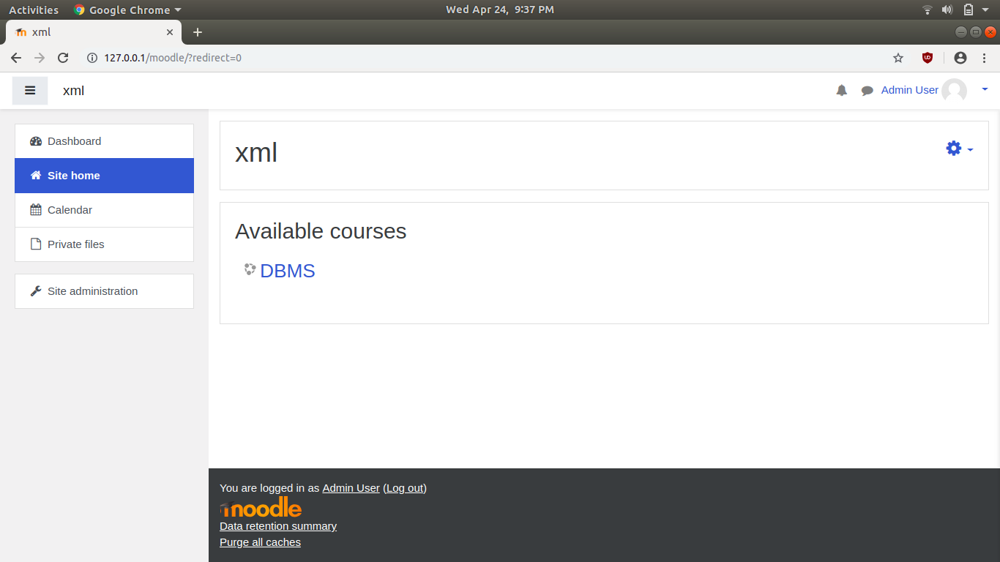 Activities Google Chrome Wed Apr 24, 9:37 PM
xml
127.0.0.1/moodle/?redirect=0
xml Admin User
Dashboard
Site home
Calendar
Private files
Site administration
xml
Available courses
DBMS
You are logged in as Admin User (Log out)
moodle
Data retention summary
Purge all caches